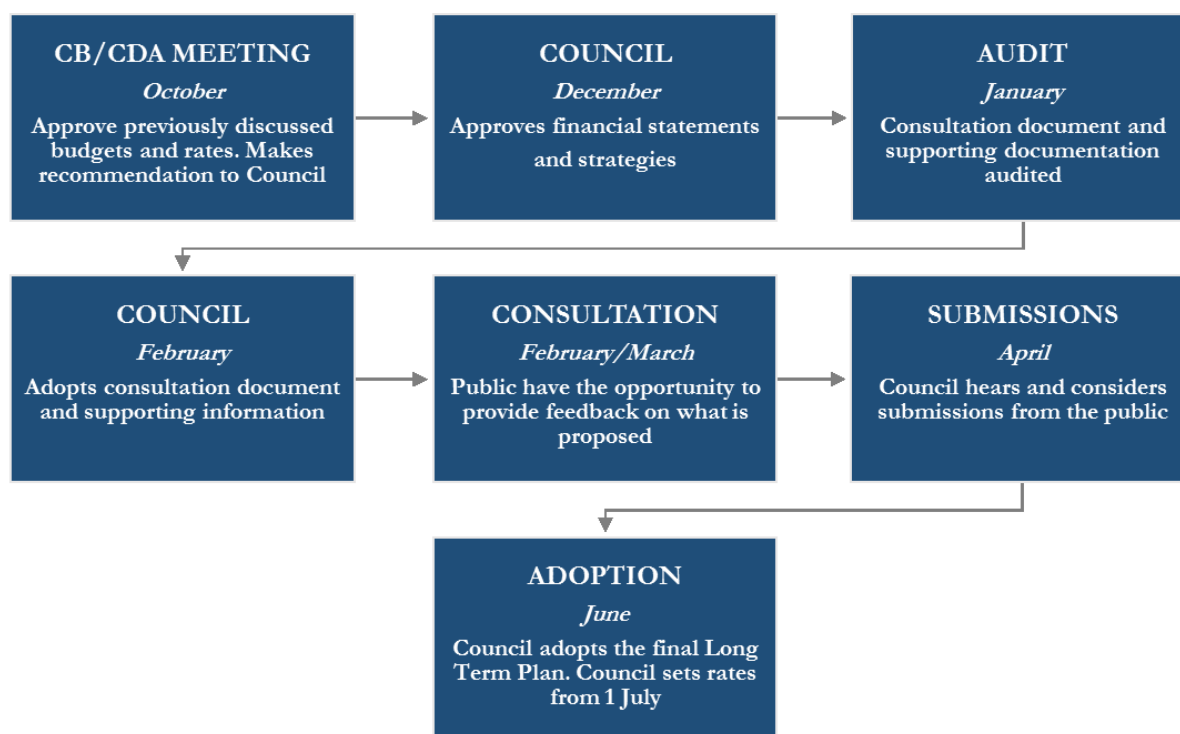 CB/CDA MEETING
October
Approve previously discussed
budgets and rates. Makes
recommendation to Council
COUNCIL
December
Approves financial statements
and strategies
AUDIT
January
Consultation document and
supporting documentation
audited
COUNCIL
February
Adopts consultation document
and supporting information
CONSULTATION
February/March
Public have the opportunity to
provide feedback on what is
proposed
SUBMISSIONS
April
Council hears and considers
submissions from the public
ADOPTION
June
Council adopts the final Long
Term Plan. Council sets rates
from 1 July